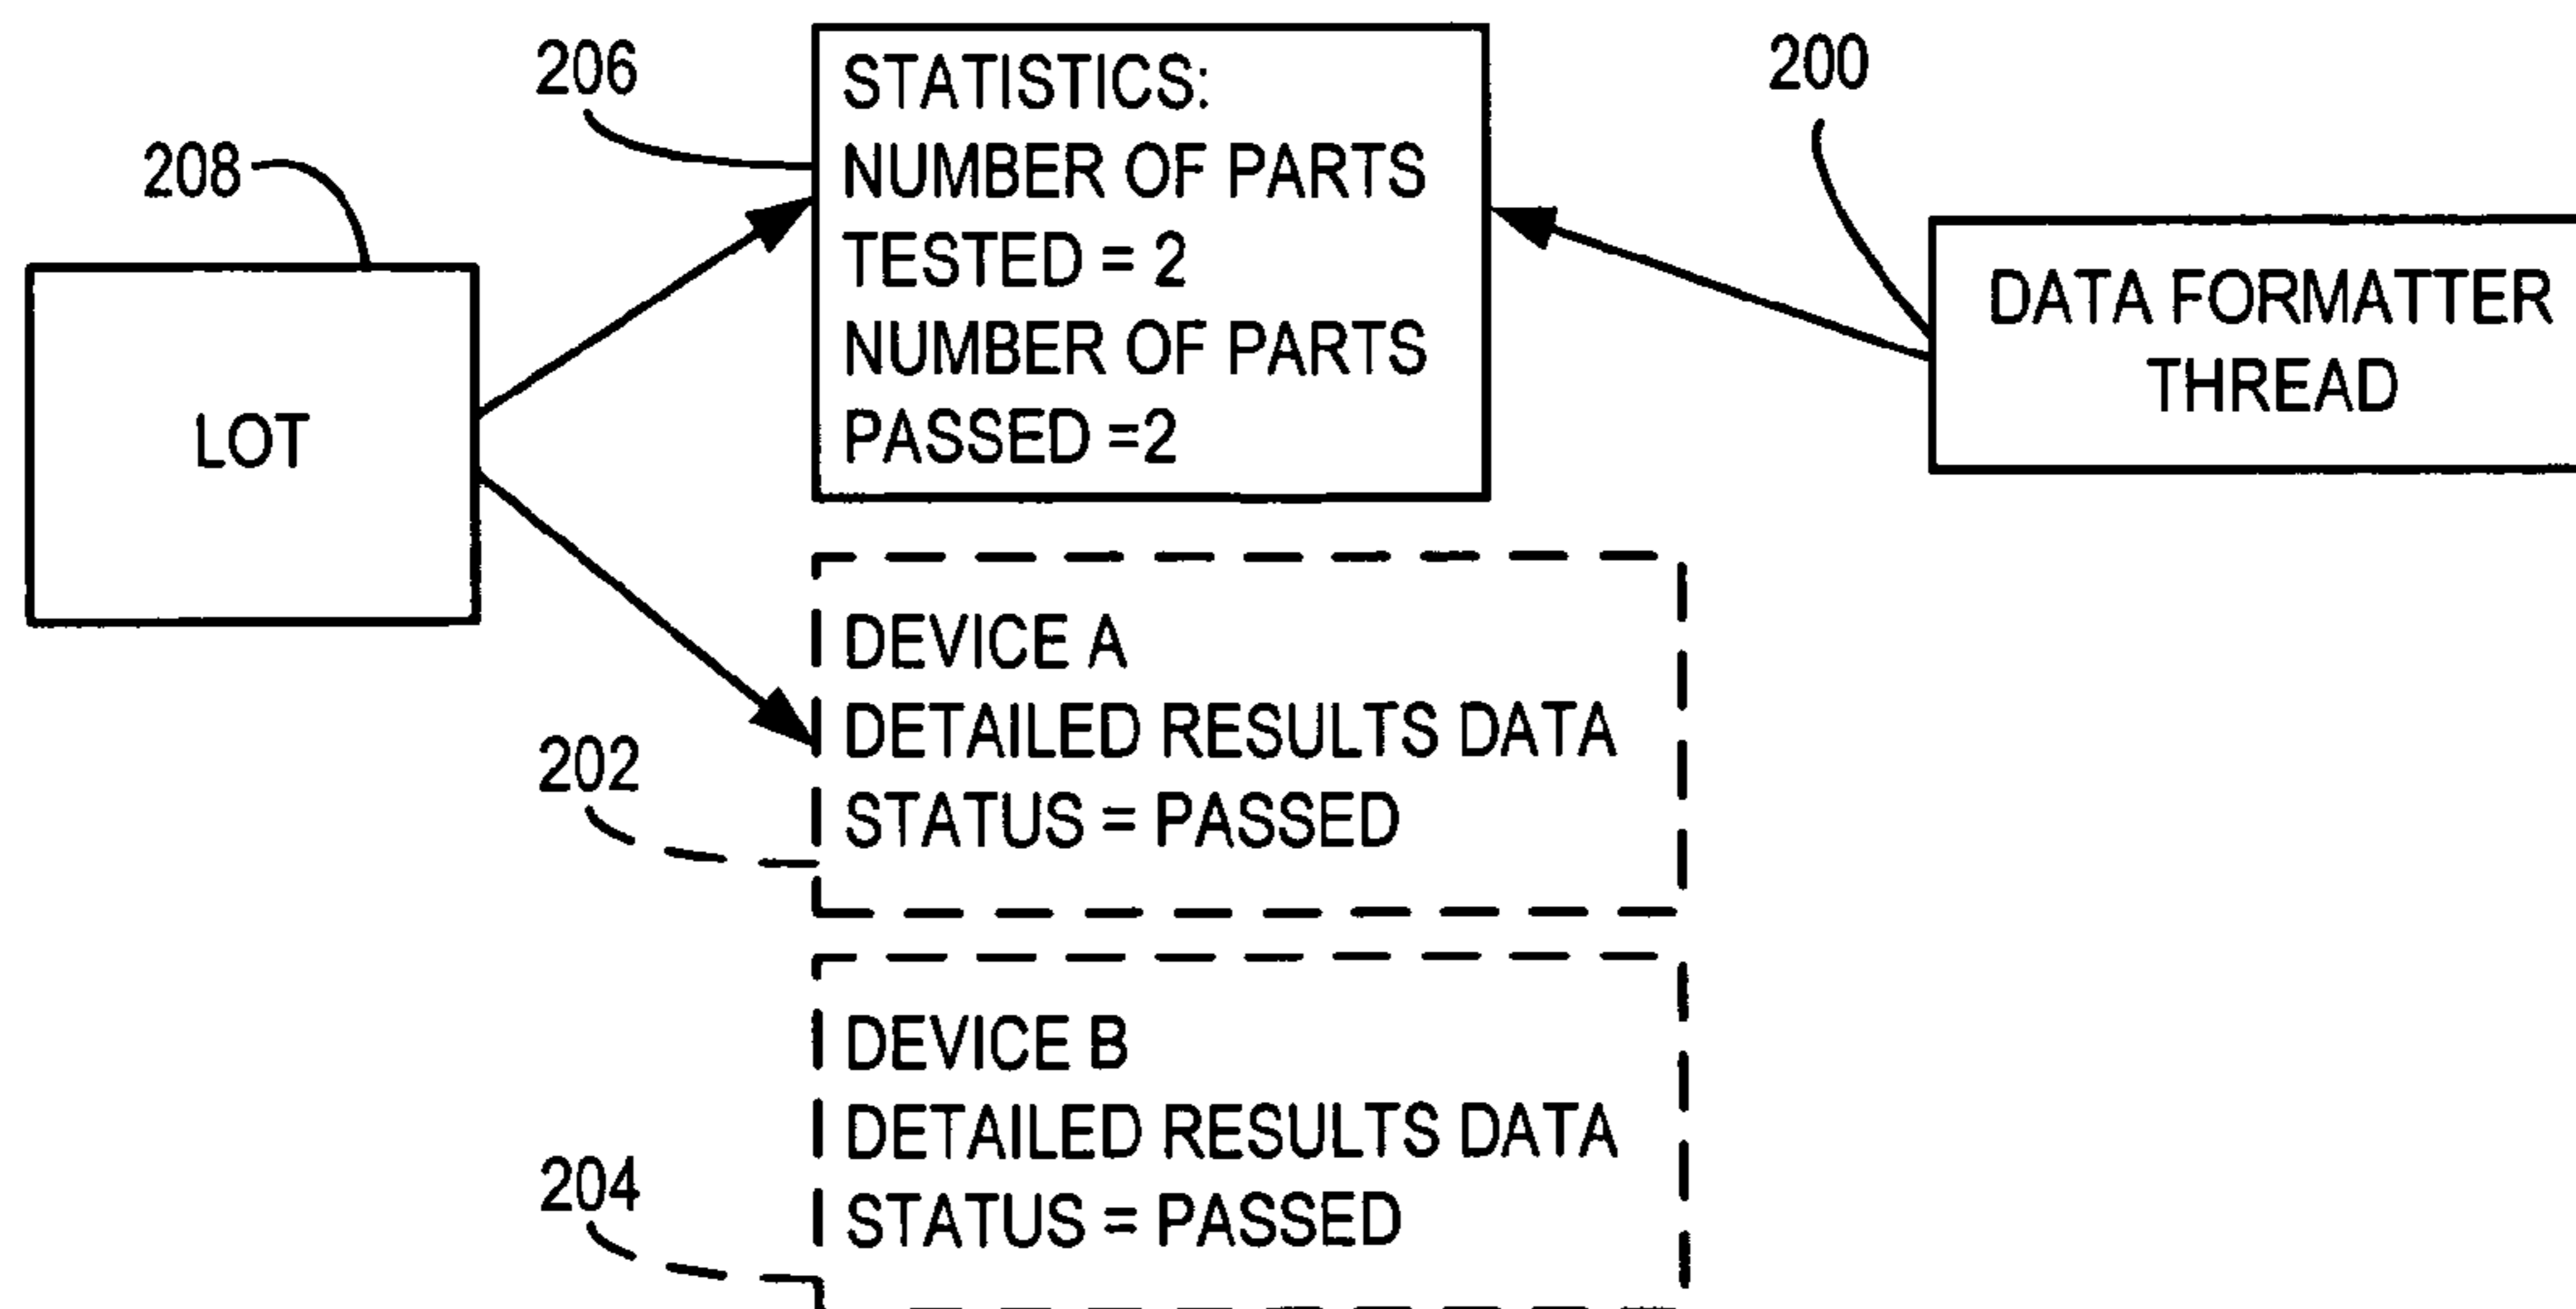 206
STATISTICS:
NUMBER OF PARTS
TESTED = 2
NUMBER OF PARTS
PASSED =2
200
208
LOT
DATA FORMATTER
THREAD
DEVICE A
DETAILED RESULTS DATA
STATUS = PASSED
202
DEVICE B
DETAILED RESULTS DATA
STATUS = PASSED
204